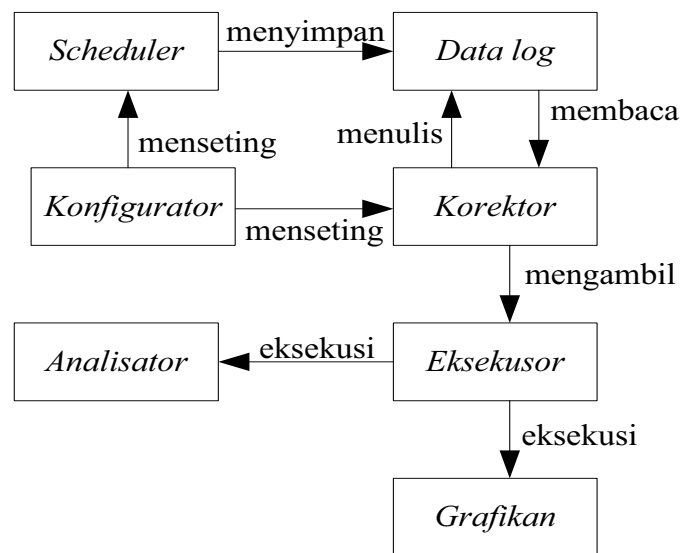 Scheduler
menyimpan
Data log
menseting
menulis
membaca
Konfigurator
menseting
Korektor
mengambil
Analisator
eksekusi
Eksekusor
eksekusi
Grafikan